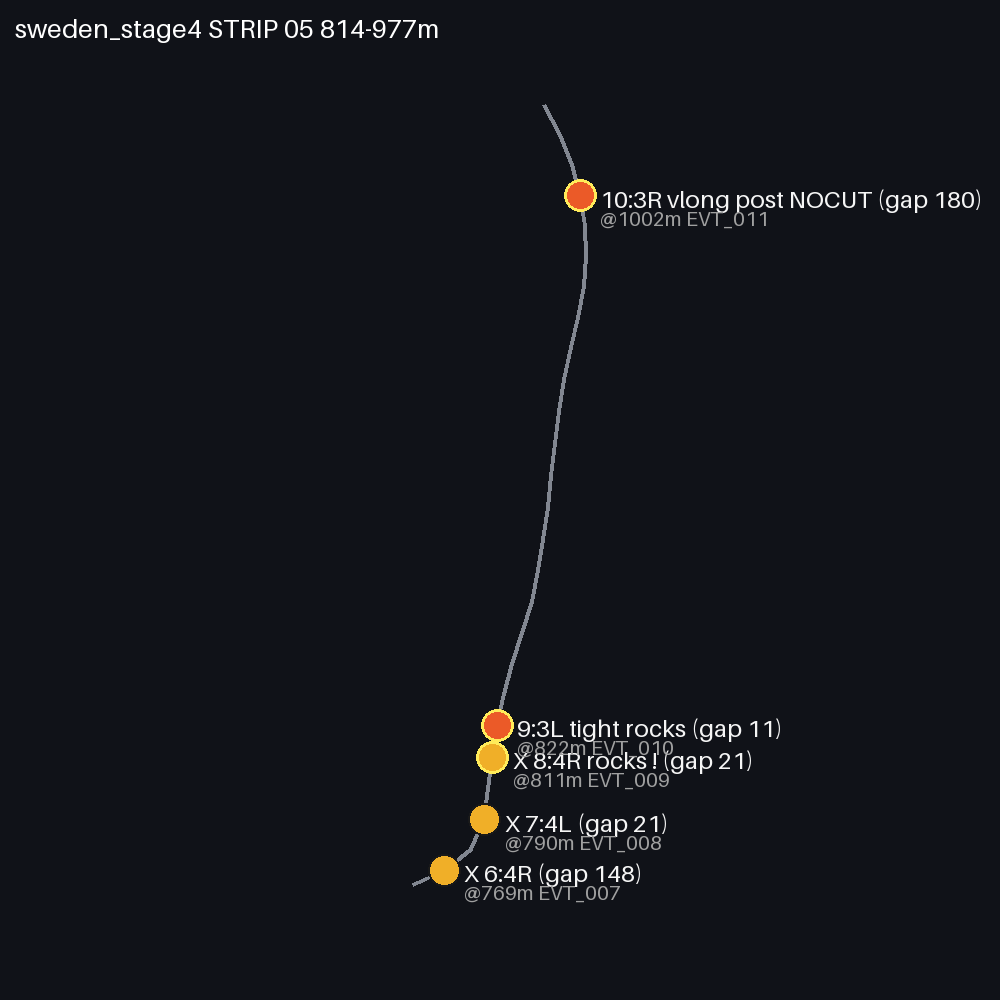 sweden_stage4 STRIP 05 814-977m
10:3R vlong post NOCUT (gap 180)
@1002m EVT_011
9:3L tight rocks (gap 11)
@822m EVT_010
X 8:4R rocks ! (gap 21)
@811m EVT_009
X 7:4L (gap 21)
@790m EVT_008
X 6:4R (gap 148)
@769m EVT_007